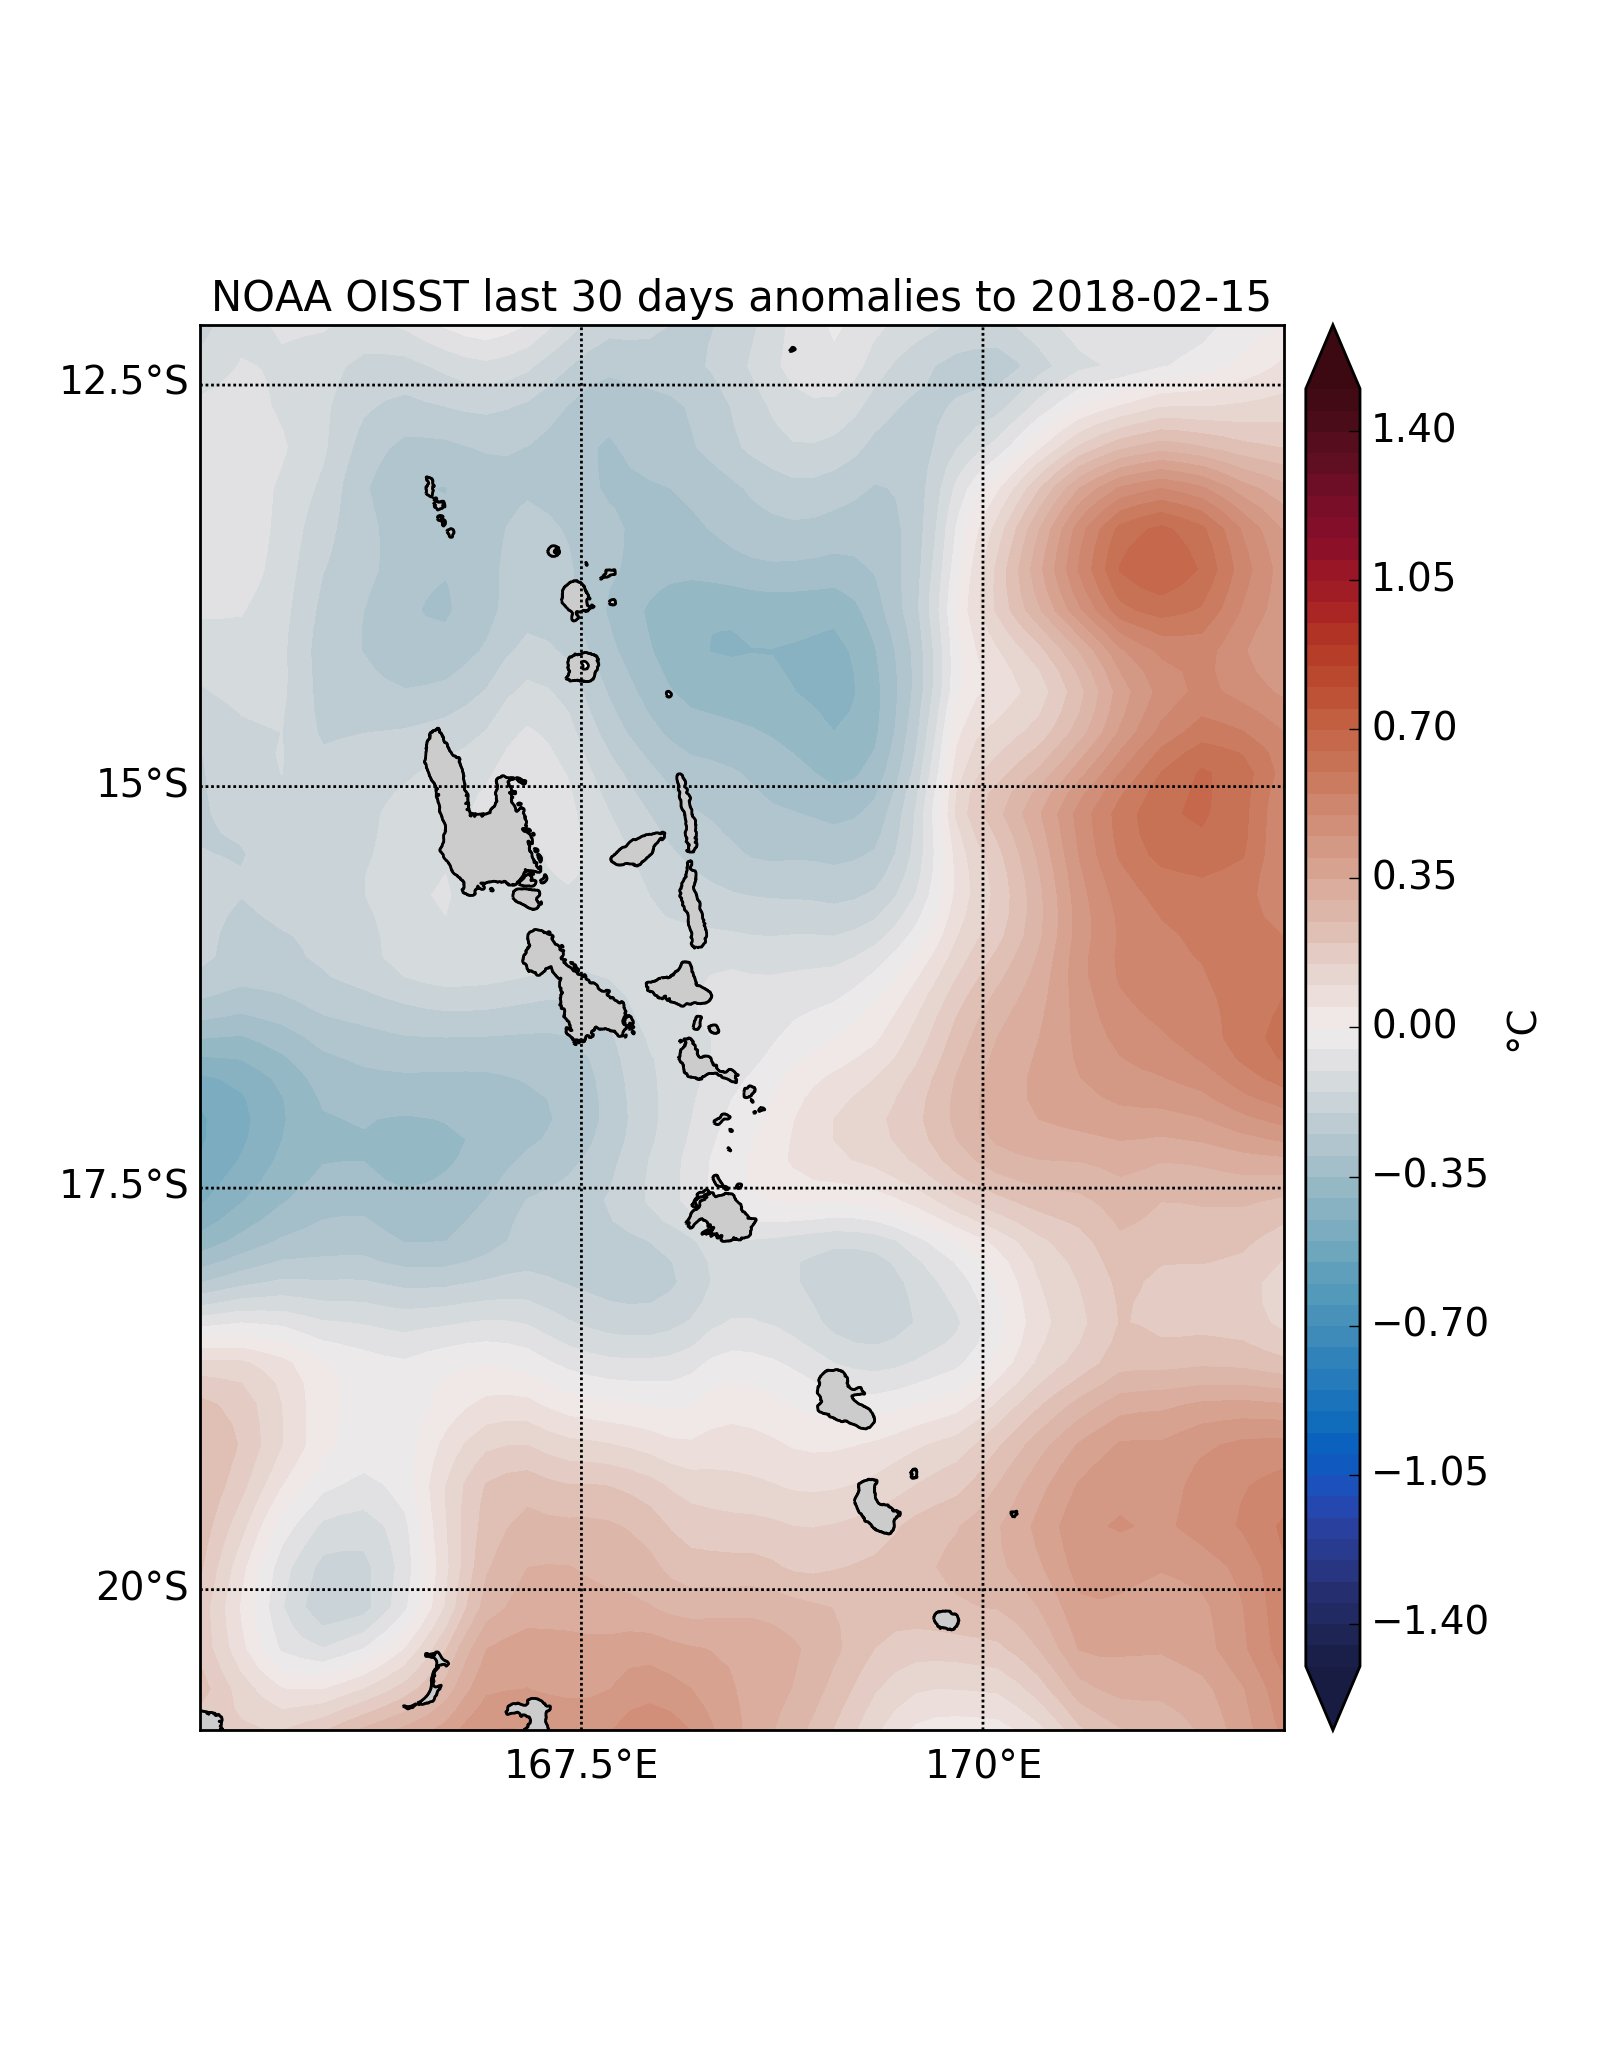 NOAA OISST last 30 days anomalies to 2018-02-15
12.5°S
15°S
17.5°S
20°S
167.5°E
170°E
1.40
1.05
0.70
0.35
0.00
−0.35
−0.70
−1.05
−1.40
°C